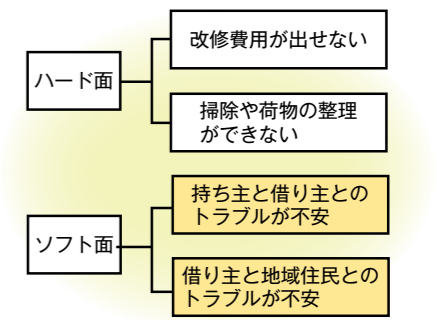 ハード面
改修費用が出せない
掃除や荷物の整理
ができない
ソフト面
持ち主と借り主との
トラブルが不安
借り主と地域住民との
トラブルが不安